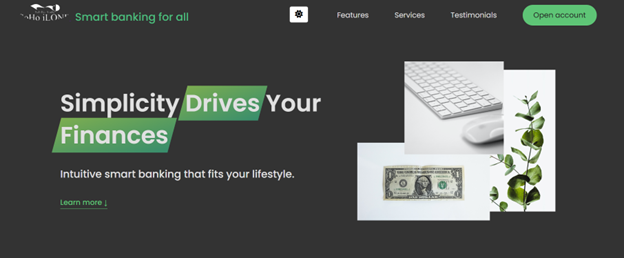 Smart banking for all
Features
Services
Testimonials
Open account
Simplicity Drives Your
Finances
Intuitive smart banking that fits your lifestyle.
Learn more ↓